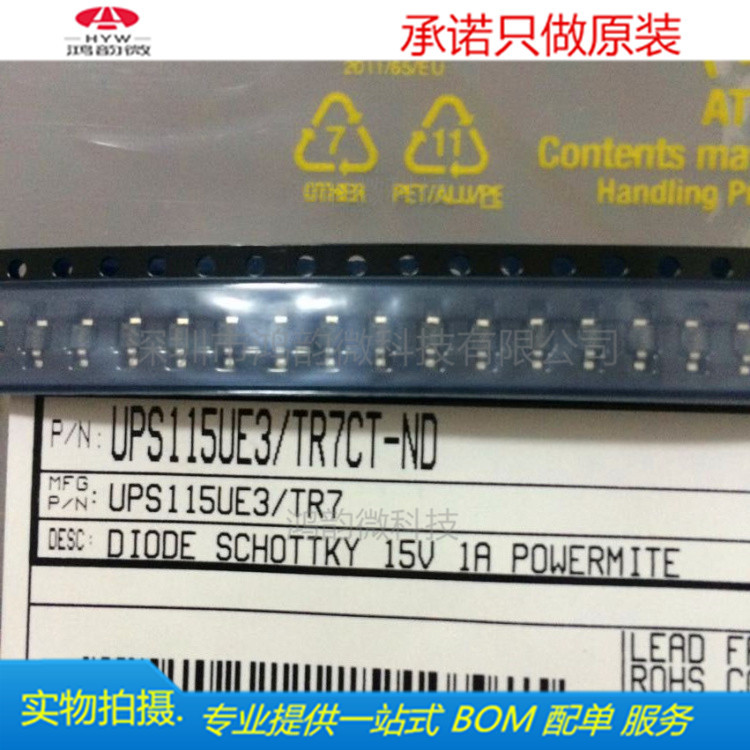 HYW
鸿韵微
承诺只做原装
2011/65/EU
7
OTHER
11
PET/ALU/PE
AT
Contents ma
Handling P
深圳市鸿韵微科技有限公司
P/N: UPS115UE3/TR7CT-ND
MFG P/N: UPS115UE3/TR7
鸿韵微科技
DESC: DIODE SCHOTTKY 15V 1A POWERMITE
LEAD F
ROHS CO
实物拍摄.
专业提供一站式 BOM 配单 服务